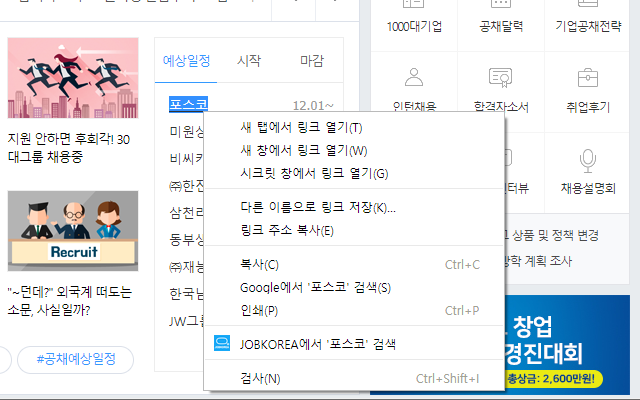 1000대기업
공채달력
기업공채전략
예상일정
시작
마감
포스코
12.01~
인턴채용
합격자소서
취업후기
지원 안하면 후회각! 30
대그룹 채용중
미원상
비씨카
㈜한진
삼천리
동부생
㈜재능
한국남
JW그룹
새 탭에서 링크 열기(T)
새 창에서 링크 열기(W)
시크릿 창에서 링크 열기(G)
다른 이름으로 링크 저장(K)...
링크 주소 복사(E)
복사(C)
Ctrl+C
Google에서 '포스코' 검색(S)
인쇄(P)
Ctrl+P
JOBKOREA에서 '포스코' 검색
검사(N)
Ctrl+Shift+I
인터뷰
채용설명회
상품 및 정책 변경
계획 조사
Recruit
"~던데?" 외국계 떠도는
소문, 사실일까?
#공채예상일정
창업
경진대회
총상금: 2,600만원!